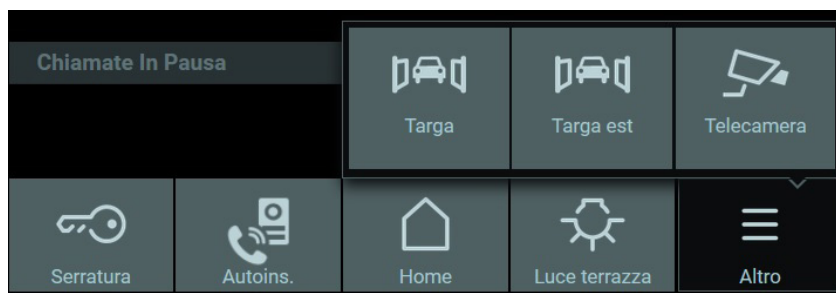 Chiamate In Pausa
Targa
Targa est
Telecamera
Serratura
Autoins.
Home
Luce terrazza
Altro